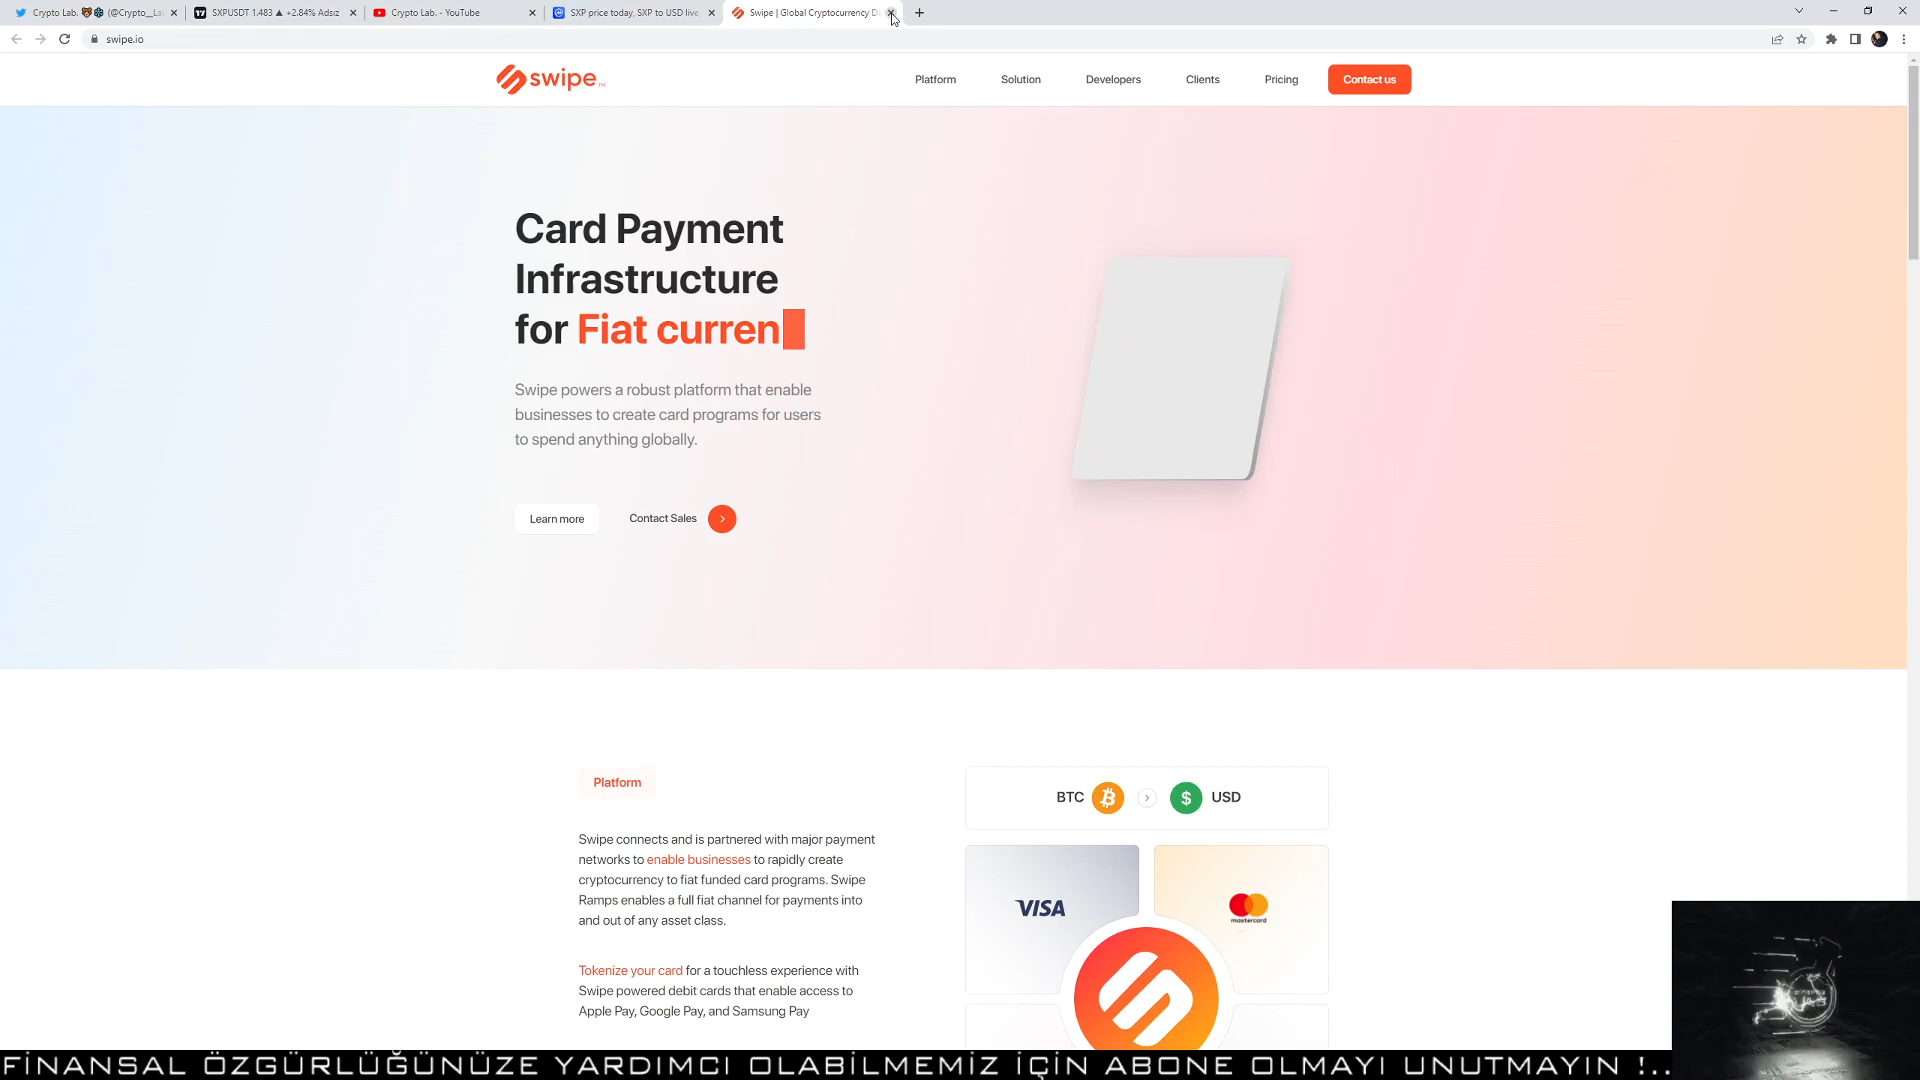 Crypto Lab. 🐻 (@Crypto__La
SXPUSDT 1.483 ▲ +2.84% Adsız
Crypto Lab. - YouTube
SXP price today, SXP to USD live
Swipe | Global Cryptocurrency D
swipe.io
swipe
Platform
Solution
Developers
Clients
Pricing
Contact us
Card Payment
Infrastructure
for Fiat curren
Swipe powers a robust platform that enable
businesses to create card programs for users
to spend anything globally.
Learn more
Contact Sales
Platform
Swipe connects and is partnered with major payment
networks to enable businesses to rapidly create
cryptocurrency to fiat funded card programs. Swipe
Ramps enables a full fiat channel for payments into
and out of any asset class.
Tokenize your card for a touchless experience with
Swipe powered debit cards that enable access to
Apple Pay, Google Pay, and Samsung Pay
BTC
$ USD
VISA
mastercard
FİNANSAL ÖZGÜRLÜĞÜNÜZE YARDIMCI OLABİLMEMİZ İÇİN ABONE OLMAYI UNUTMAYIN !..